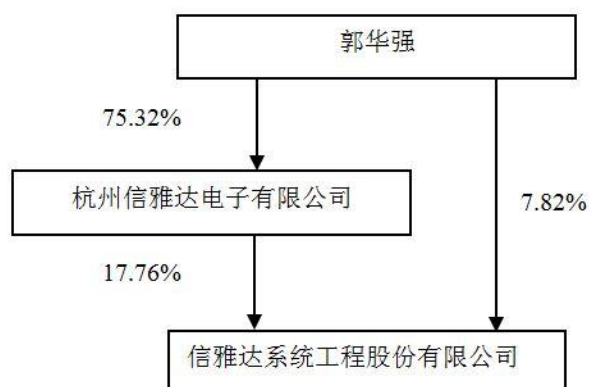 郭华强
75.32%
杭州信雅达电子有限公司
7.82%
17.76%
信雅达系统工程股份有限公司